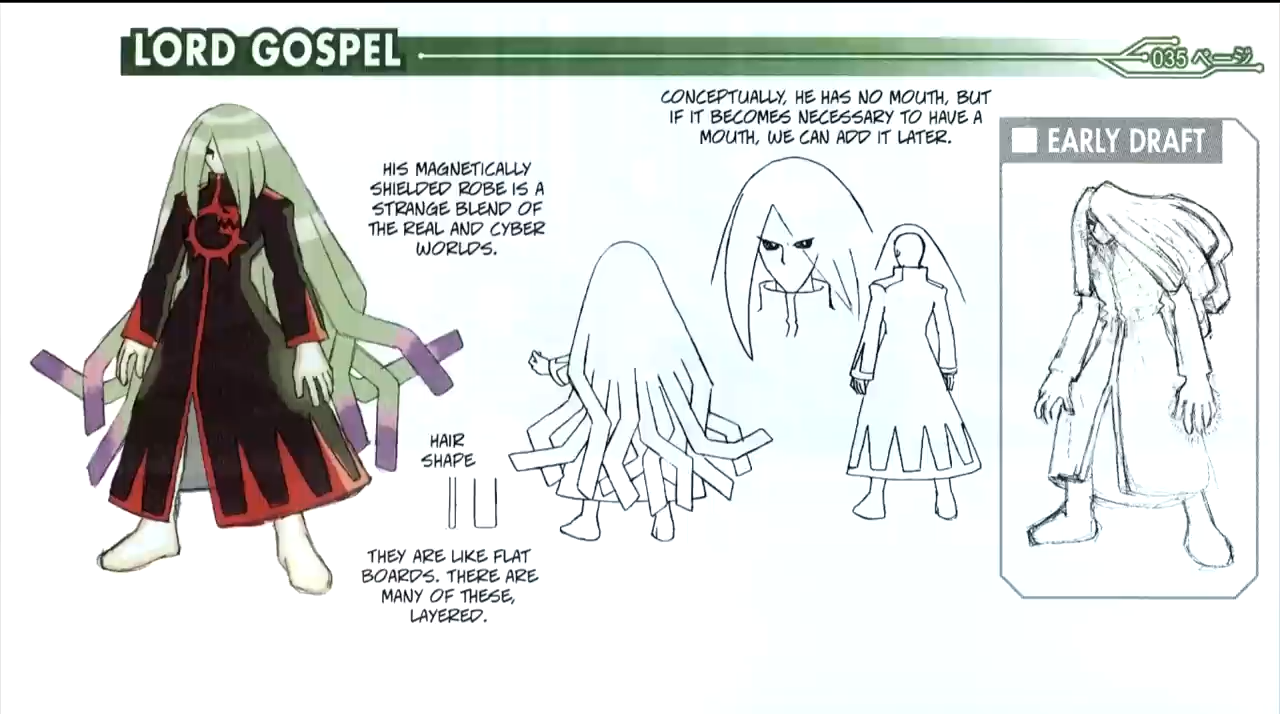 LORD GOSPEL
035 ページ
CONCEPTUALLY, HE HAS NO MOUTH, BUT
IF IT BECOMES NECESSARY TO HAVE A
MOUTH, WE CAN ADD IT LATER.
EARLY DRAFT
HIS MAGNETICALLY
SHIELDED ROBE IS A
STRANGE BLEND OF
THE REAL AND CYBER
WORLDS.
HAIR
SHAPE
THEY ARE LIKE FLAT
BOARDS. THERE ARE
MANY OF THESE,
LAYERED.